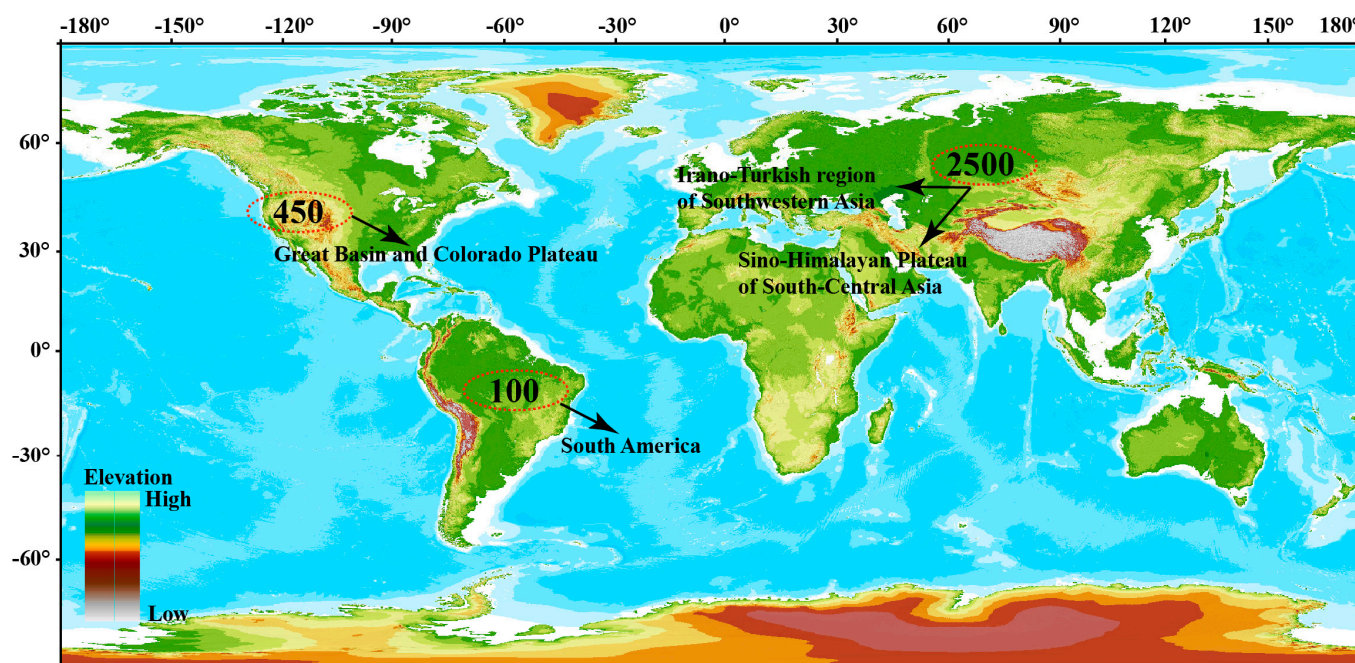 -180° -150° -120° -90° -60° -30° 0° 30° 60° 90° 120° 150° 180°
60°
2500
Irano-Turkish region
of Southwestern Asia
450
30°
Great Basin and Colorado Plateau
Sino-Himalayan Plateau
of South-Central Asia
0°
100
South America
-30°
Elevation
High
-60°
Low